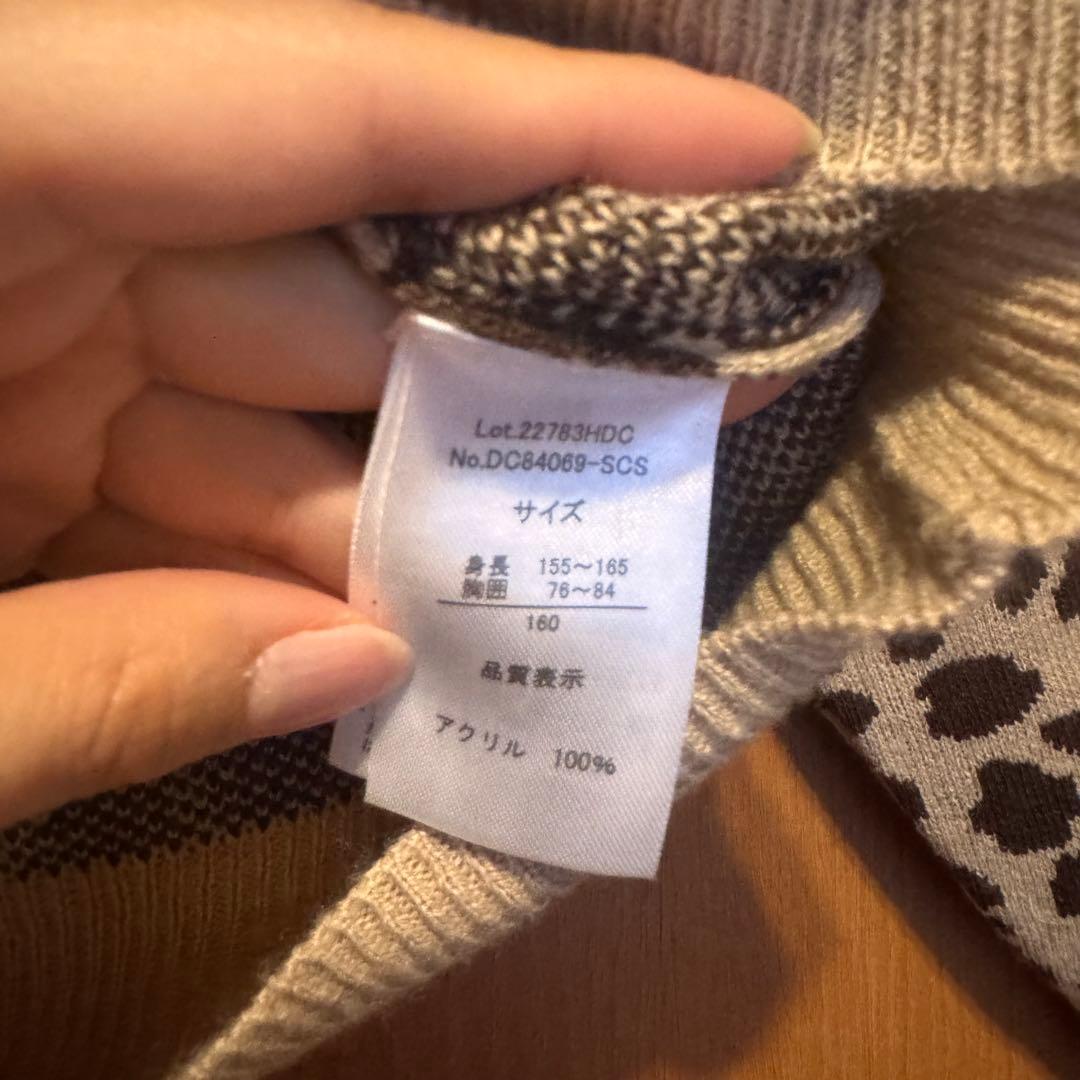 Lot.22783HDC
No.DC84069-SCS
サイズ
身長 155～165
胸囲 76～84
160
品質表示
アクリル 100%